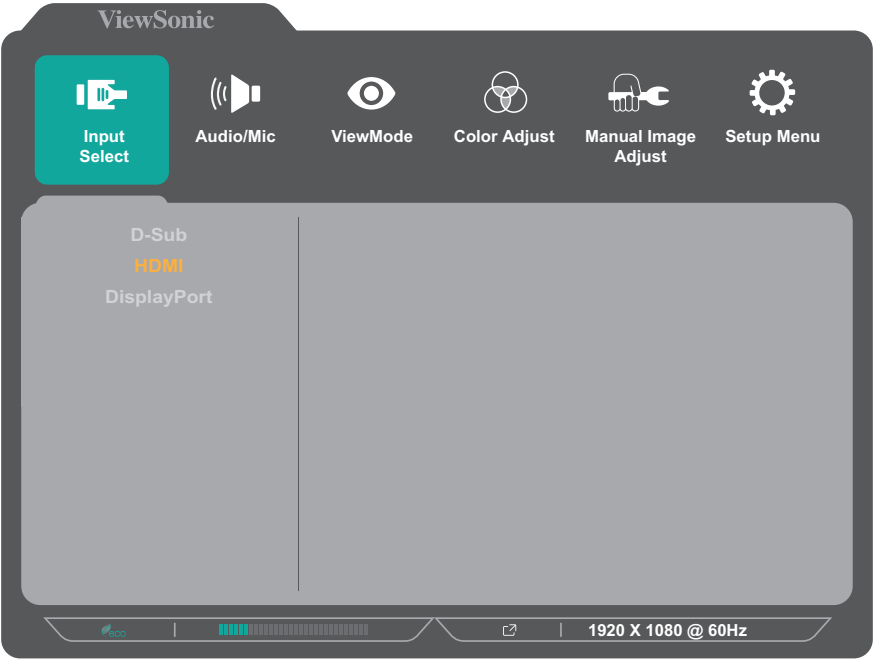 ViewSonic
Input
Select
Audio/Mic
ViewMode
Color Adjust
Manual Image
Adjust
Setup Menu
D-Sub
HDMI
DisplayPort
eco
1920 X 1080 @ 60Hz